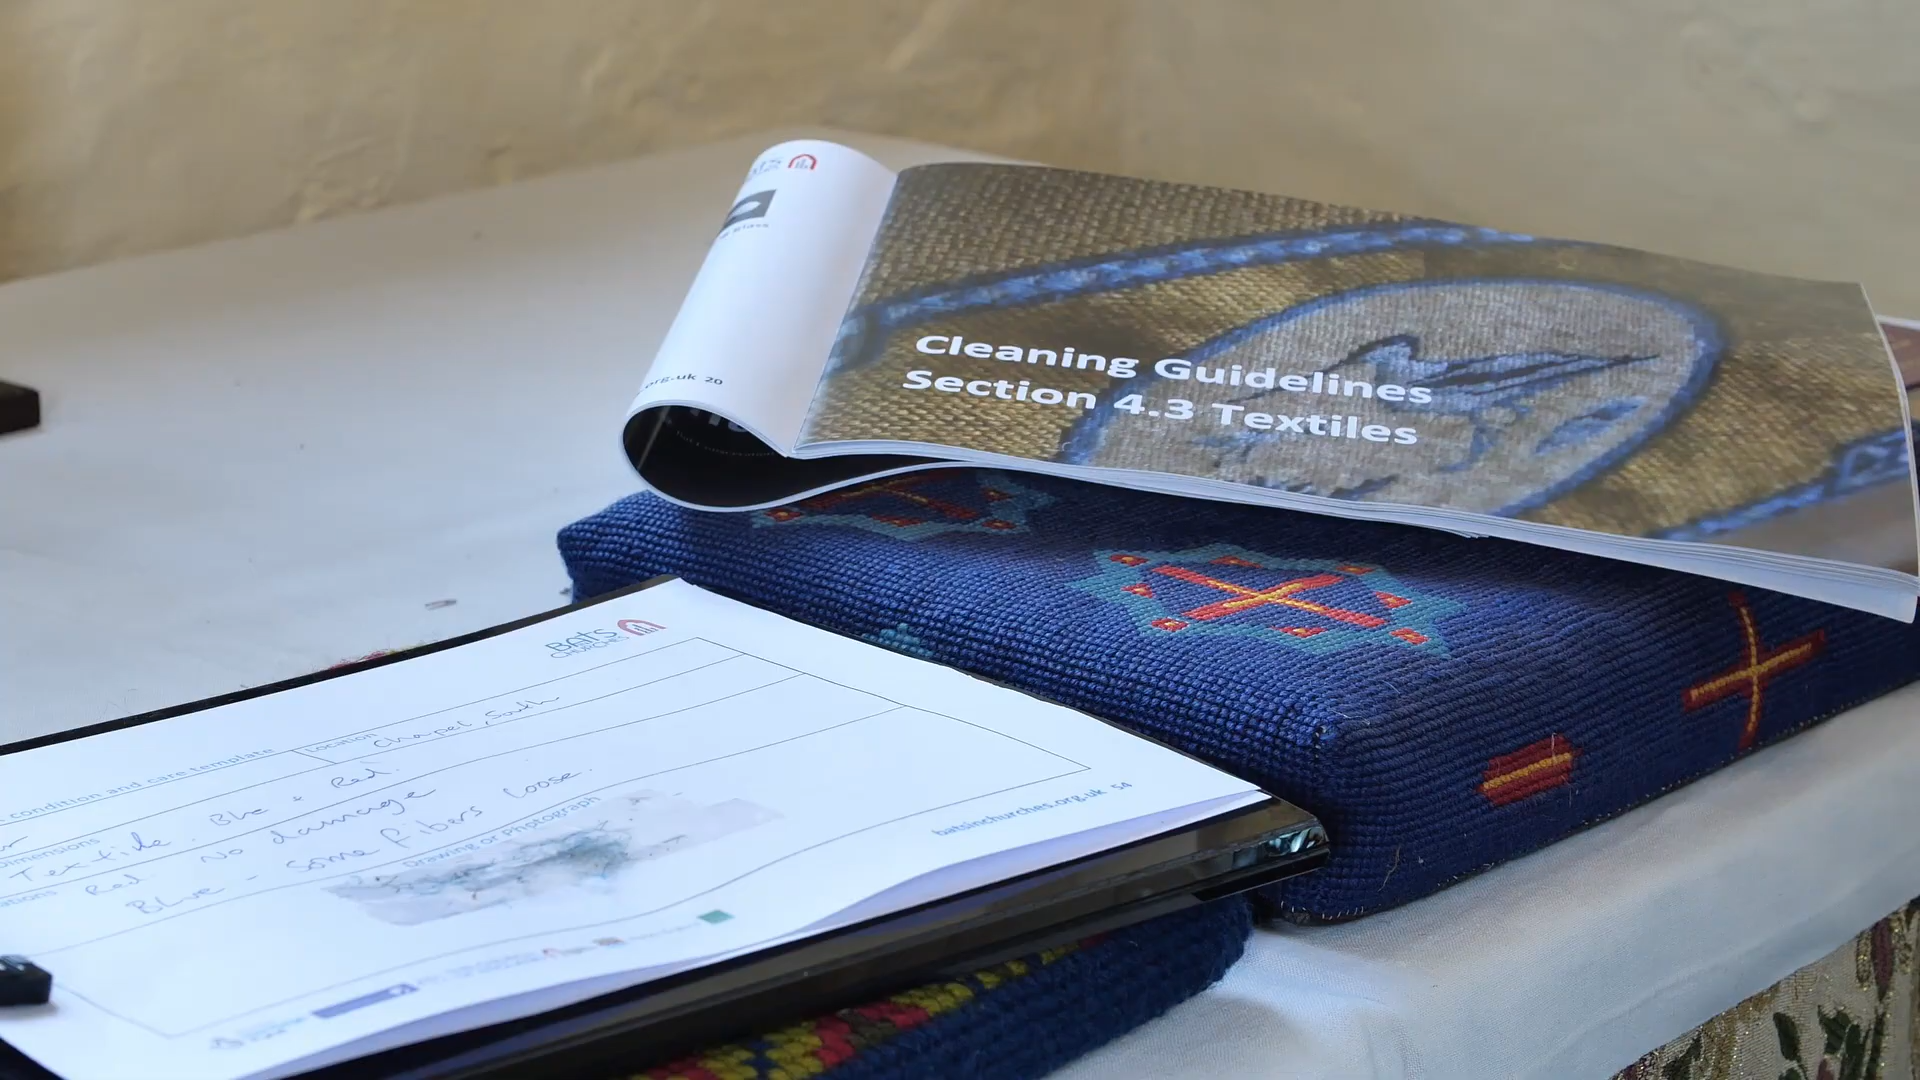 BATS
Glass
.org.uk 20
Cleaning Guidelines
Section 4.3 Textiles
Bats
CHURCHES
condition and care template
Location
Chapel, South
Dimensions
Textile. Blue + Red.
Red No damage
Blue - some fibers loose.
Drawing or Photograph
batsinchurches.org.uk 54